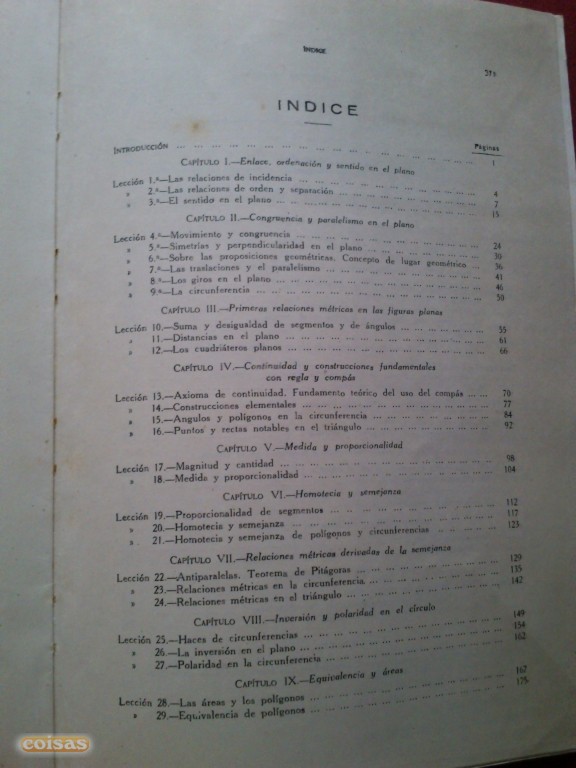 INDICE
INDICE
Páginas
INTRODUCCIÓN ... 1
CAPÍTULO I.—Enlace, ordenación y sentido en el plano
Lección 1.ª—Las relaciones de incidencia ... 4
» 2.ª—Las relaciones de orden y separación ... 7
» 3.ª—El sentido en el plano ... 15
CAPÍTULO II.—Congruencia y paralelismo en el plano
Lección 4.ª—Movimiento y congruencia ... 24
» 5.ª—Simetrías y perpendicularidad en el plano ... 30
» 6.ª—Sobre las proposiciones geométricas. Concepto de lugar geométrico ... 36
» 7.ª—Las traslaciones y el paralelismo ... 41
» 8.ª—Los giros en el plano ... 46
» 9.ª—La circunferencia ... 50
CAPÍTULO III.—Primeras relaciones métricas en las figuras planas
Lección 10.—Suma y desigualdad de segmentos y de ángulos ... 55
» 11.—Distancias en el plano ... 61
» 12.—Los cuadriáteros planos ... 66
CAPÍTULO IV.—Continuidad y construcciones fundamentales
con regla y compás
Lección 13.—Axioma de continuidad. Fundamento teórico del uso del compás ... 70
» 14.—Construcciones elementales ... 77
» 15.—Angulos y polígonos en la circunferencia ... 84
» 16.—Puntos y rectas notables en el triángulo ... 92
CAPÍTULO V.—Medida y proporcionalidad
Lección 17.—Magnitud y cantidad ... 98
» 18.—Medida y proporcionalidad ... 104
CAPÍTULO VI.—Homotecia y semejanza
Lección 19.—Proporcionalidad de segmentos ... 112
» 20.—Homotecia y semejanza ... 117
» 21.—Homotecia y semejanza de polígonos y circunferencias ... 123
CAPÍTULO VII.—Relaciones métricas derivadas de la semejanza
Lección 22.—Antiparalelas. Teorema de Pitágoras ... 129
» 23.—Relaciones métricas en la circunferencia ... 135
» 24.—Relaciones métricas en el triángulo ... 142
CAPÍTULO VIII.—Inversión y polaridad en el círculo
Lección 25.—Haces de circunferencias ... 149
» 26.—La inversión en el plano ... 154
» 27.—Polaridad en la circunferencia ... 162
CAPÍTULO IX.—Equivalencia y áreas
Lección 28.—Las áreas y los polígonos ... 167
» 29.—Equivalencia de polígonos ... 175
coisas